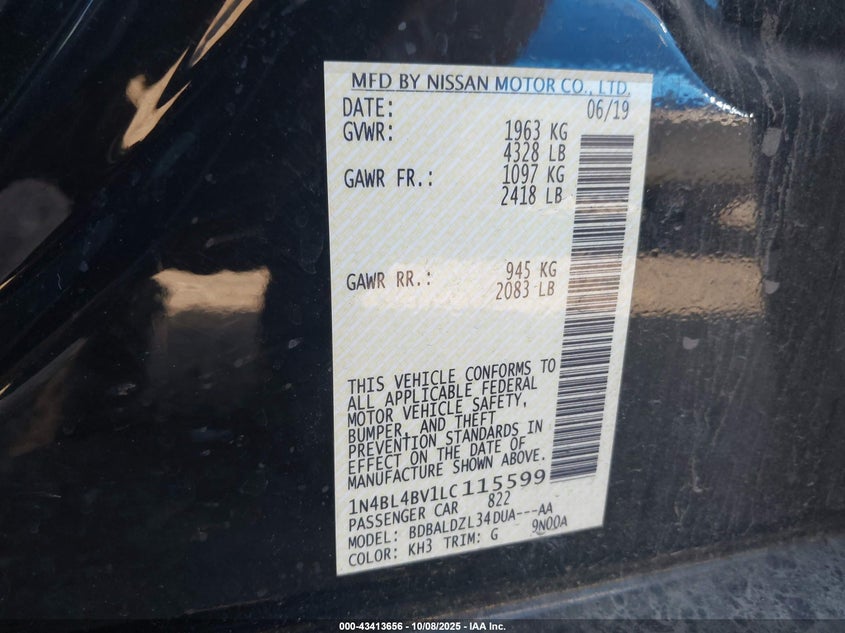 MFD BY NISSAN MOTOR CO., LTD.
DATE: 06/19
GVWR: 1963 KG
4328 LB
GAWR FR.: 1097 KG
2418 LB
GAWR RR.: 945 KG
2083 LB
THIS VEHICLE CONFORMS TO
ALL APPLICABLE FEDERAL
MOTOR VEHICLE SAFETY,
BUMPER, AND THEFT
PREVENTION STANDARDS IN
EFFECT ON THE DATE OF
MANUFACTURE SHOWN ABOVE.
1N4BL4BV1LC115599
PASSENGER CAR 822
MODEL: BDBALDZL34DUA---AA
COLOR: KH3 TRIM: G 9N00A
000-43413656 - 10/08/2025 - IAA Inc.